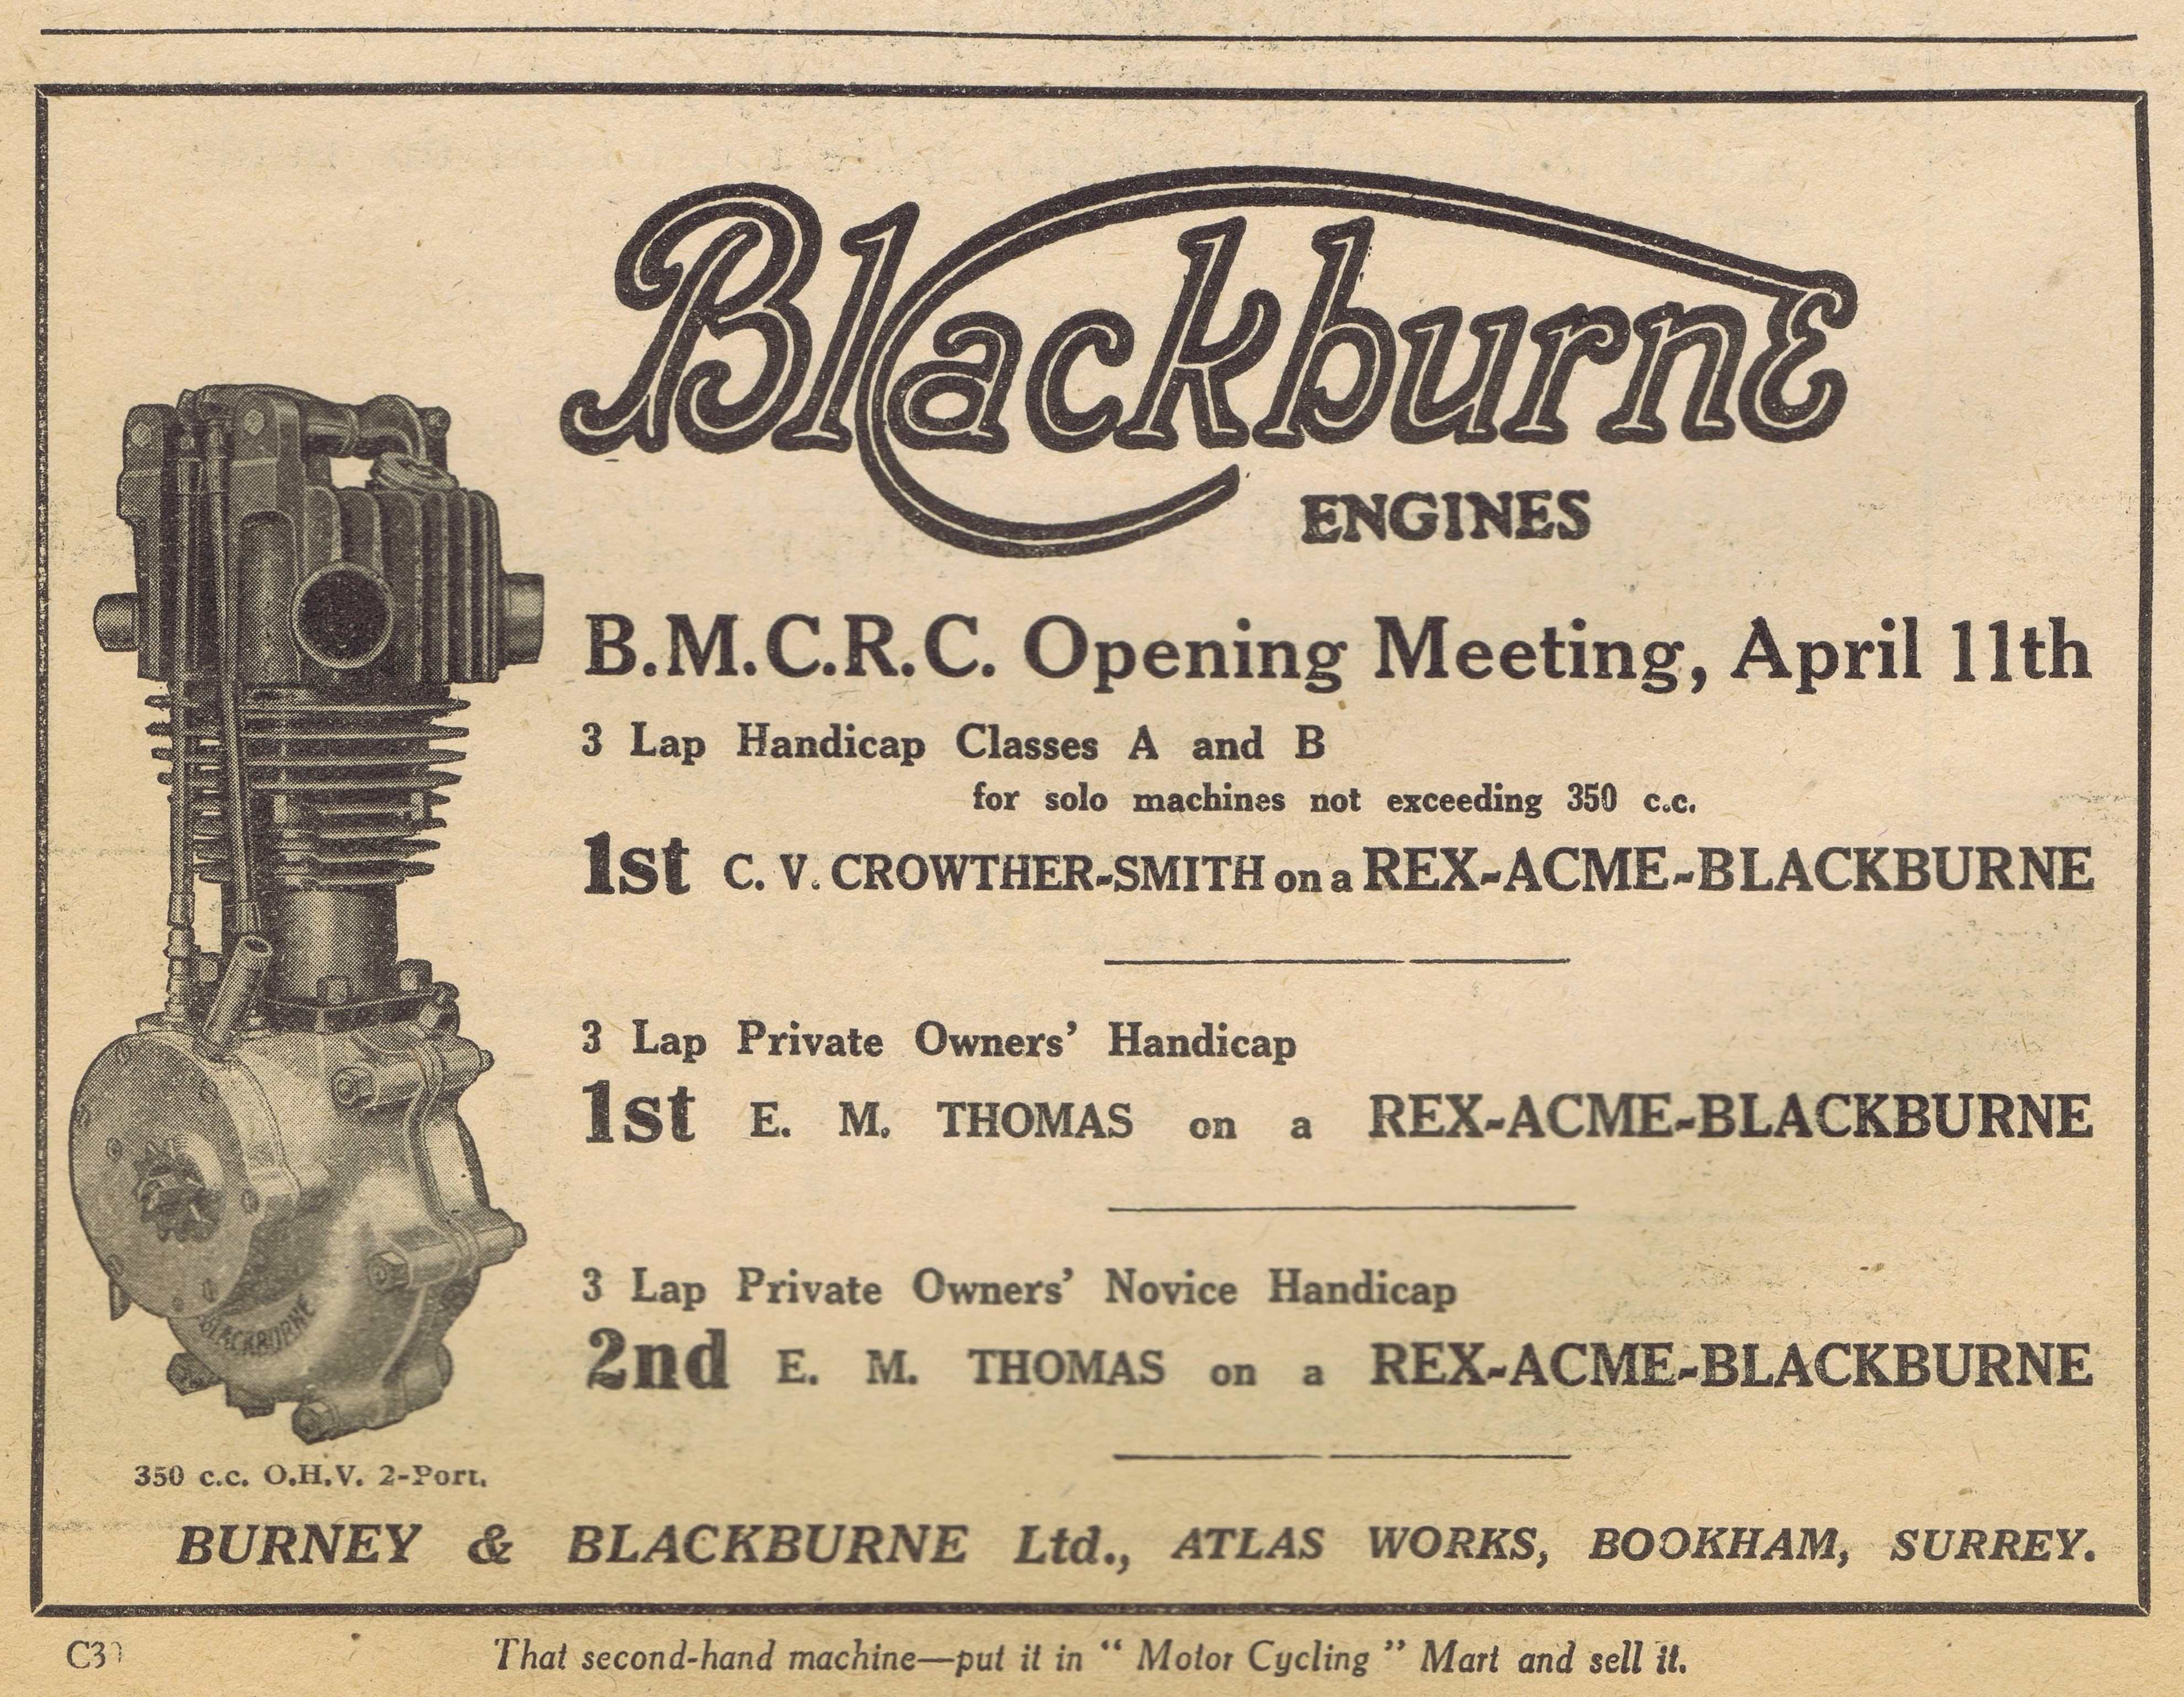 Blackburne
ENGINES
B.M.C.R.C. Opening Meeting, April 11th
3 Lap Handicap Classes A and B
for solo machines not exceeding 350 c.c.
1st C. V. CROWTHER-SMITH on a REX-ACME-BLACKBURNE
3 Lap Private Owners' Handicap
1st E. M. THOMAS on a REX-ACME-BLACKBURNE
3 Lap Private Owners' Novice Handicap
2nd E. M. THOMAS on a REX-ACME-BLACKBURNE
BLACKBURNE
350 c.c. O.H.V. 2-Port.
BURNEY & BLACKBURNE Ltd., ATLAS WORKS, BOOKHAM, SURREY.
That second-hand machine—put it in “ Motor Cycling ” Mart and sell it.